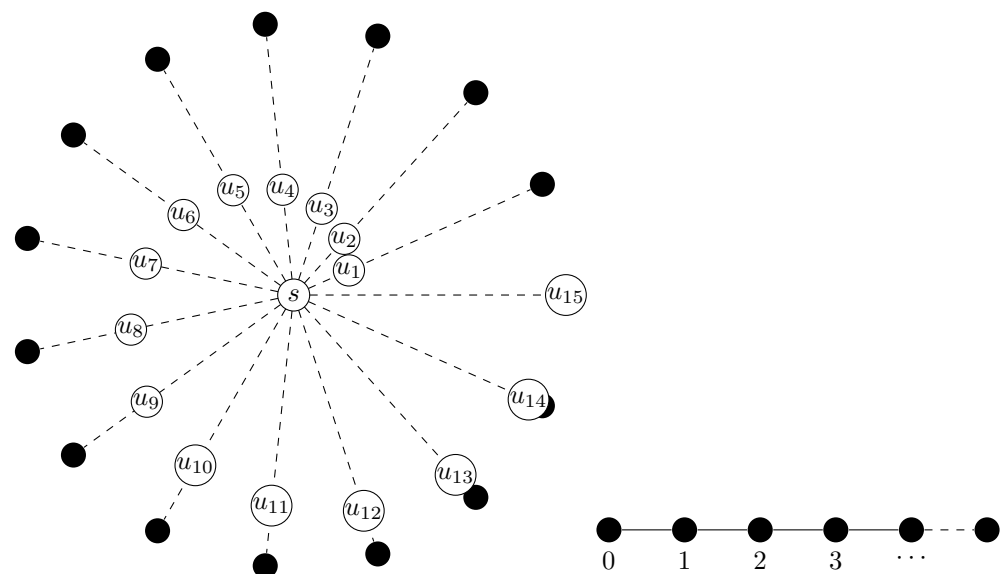 u₄
u₅
u₃
u₆
u₂
u₇
u₁
s
u₁₅
u₈
u₉
u₁₄
u₁₀
u₁₃
u₁₁
u₁₂
0 1 2 3 ⋯